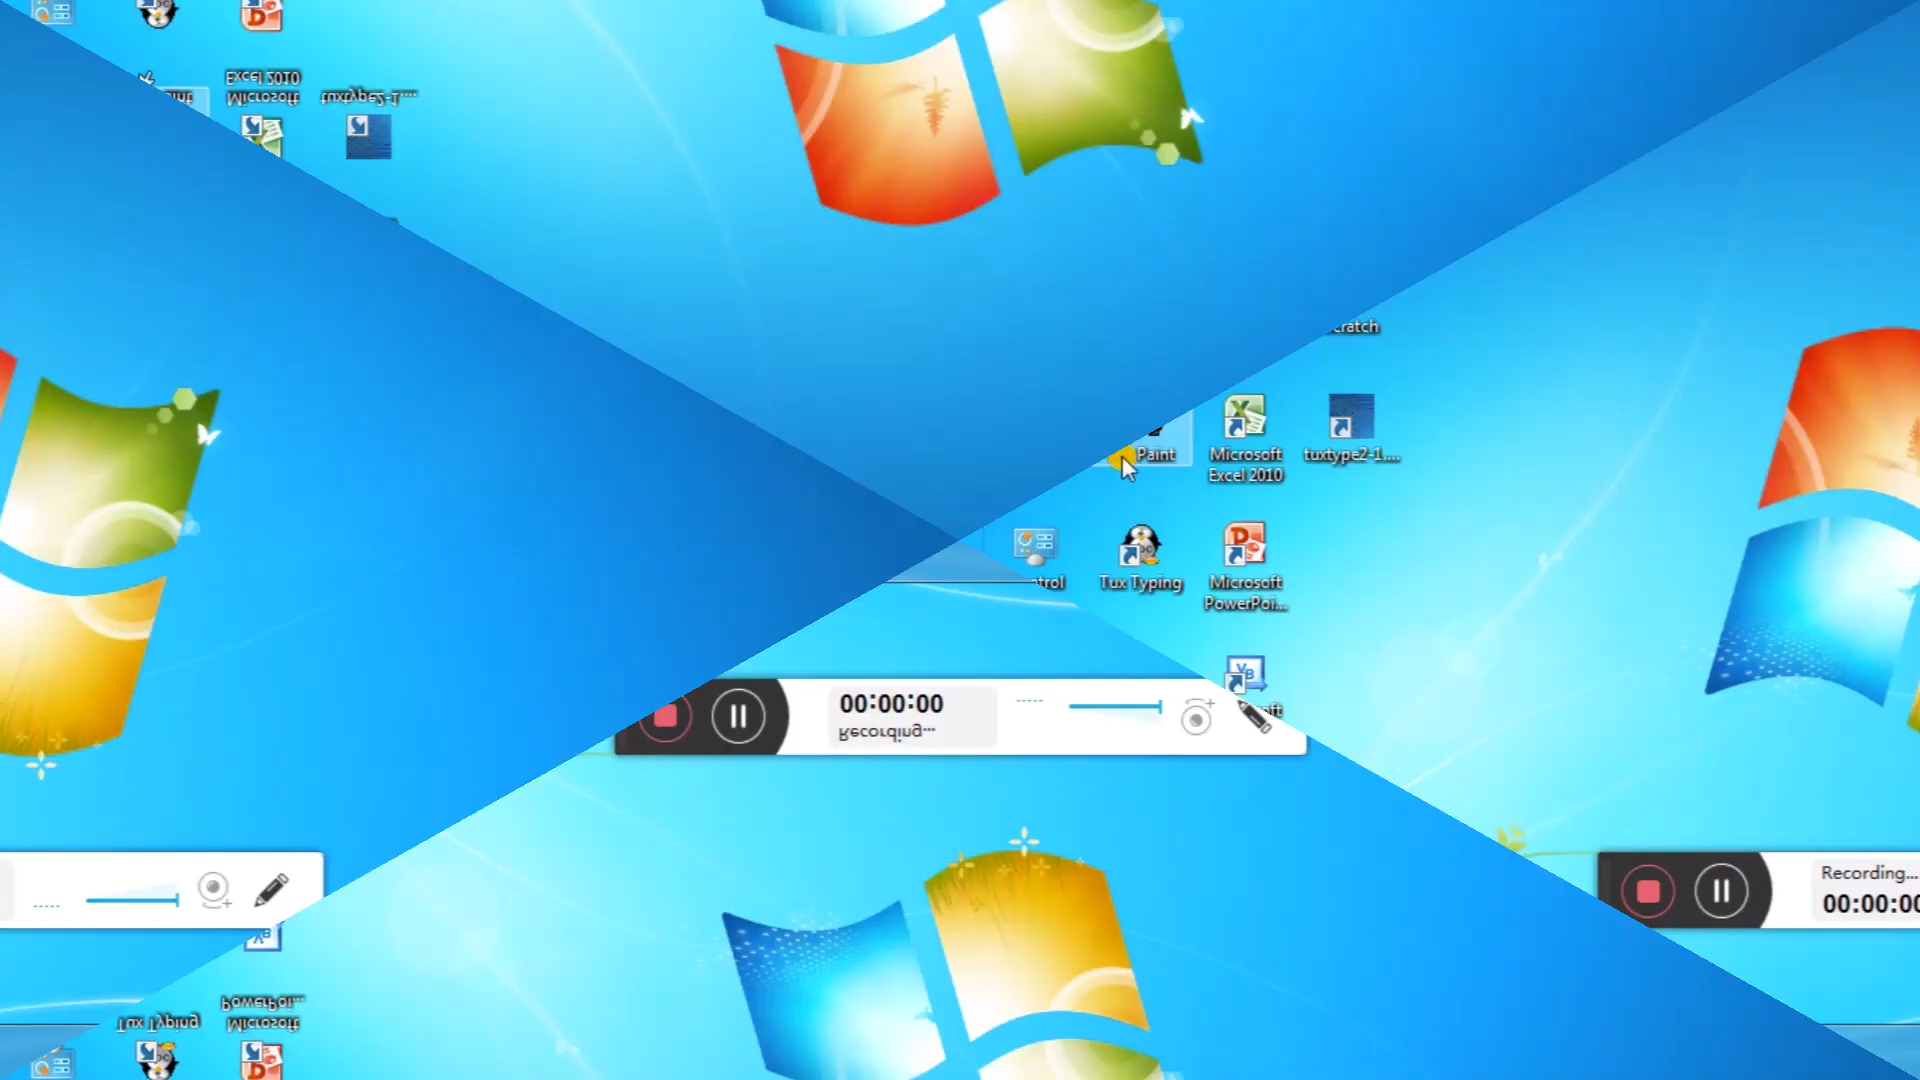 Excel 2010
Microsoft
tuxtype2-1....
Paint
Microsoft
Excel 2010
tuxtype2-1....
Tux Typing
Microsoft
PowerPoi...
00:00:00
Recording...
Recording...
00:00:00
PowerPoi...
Microsoft
Tux Typing